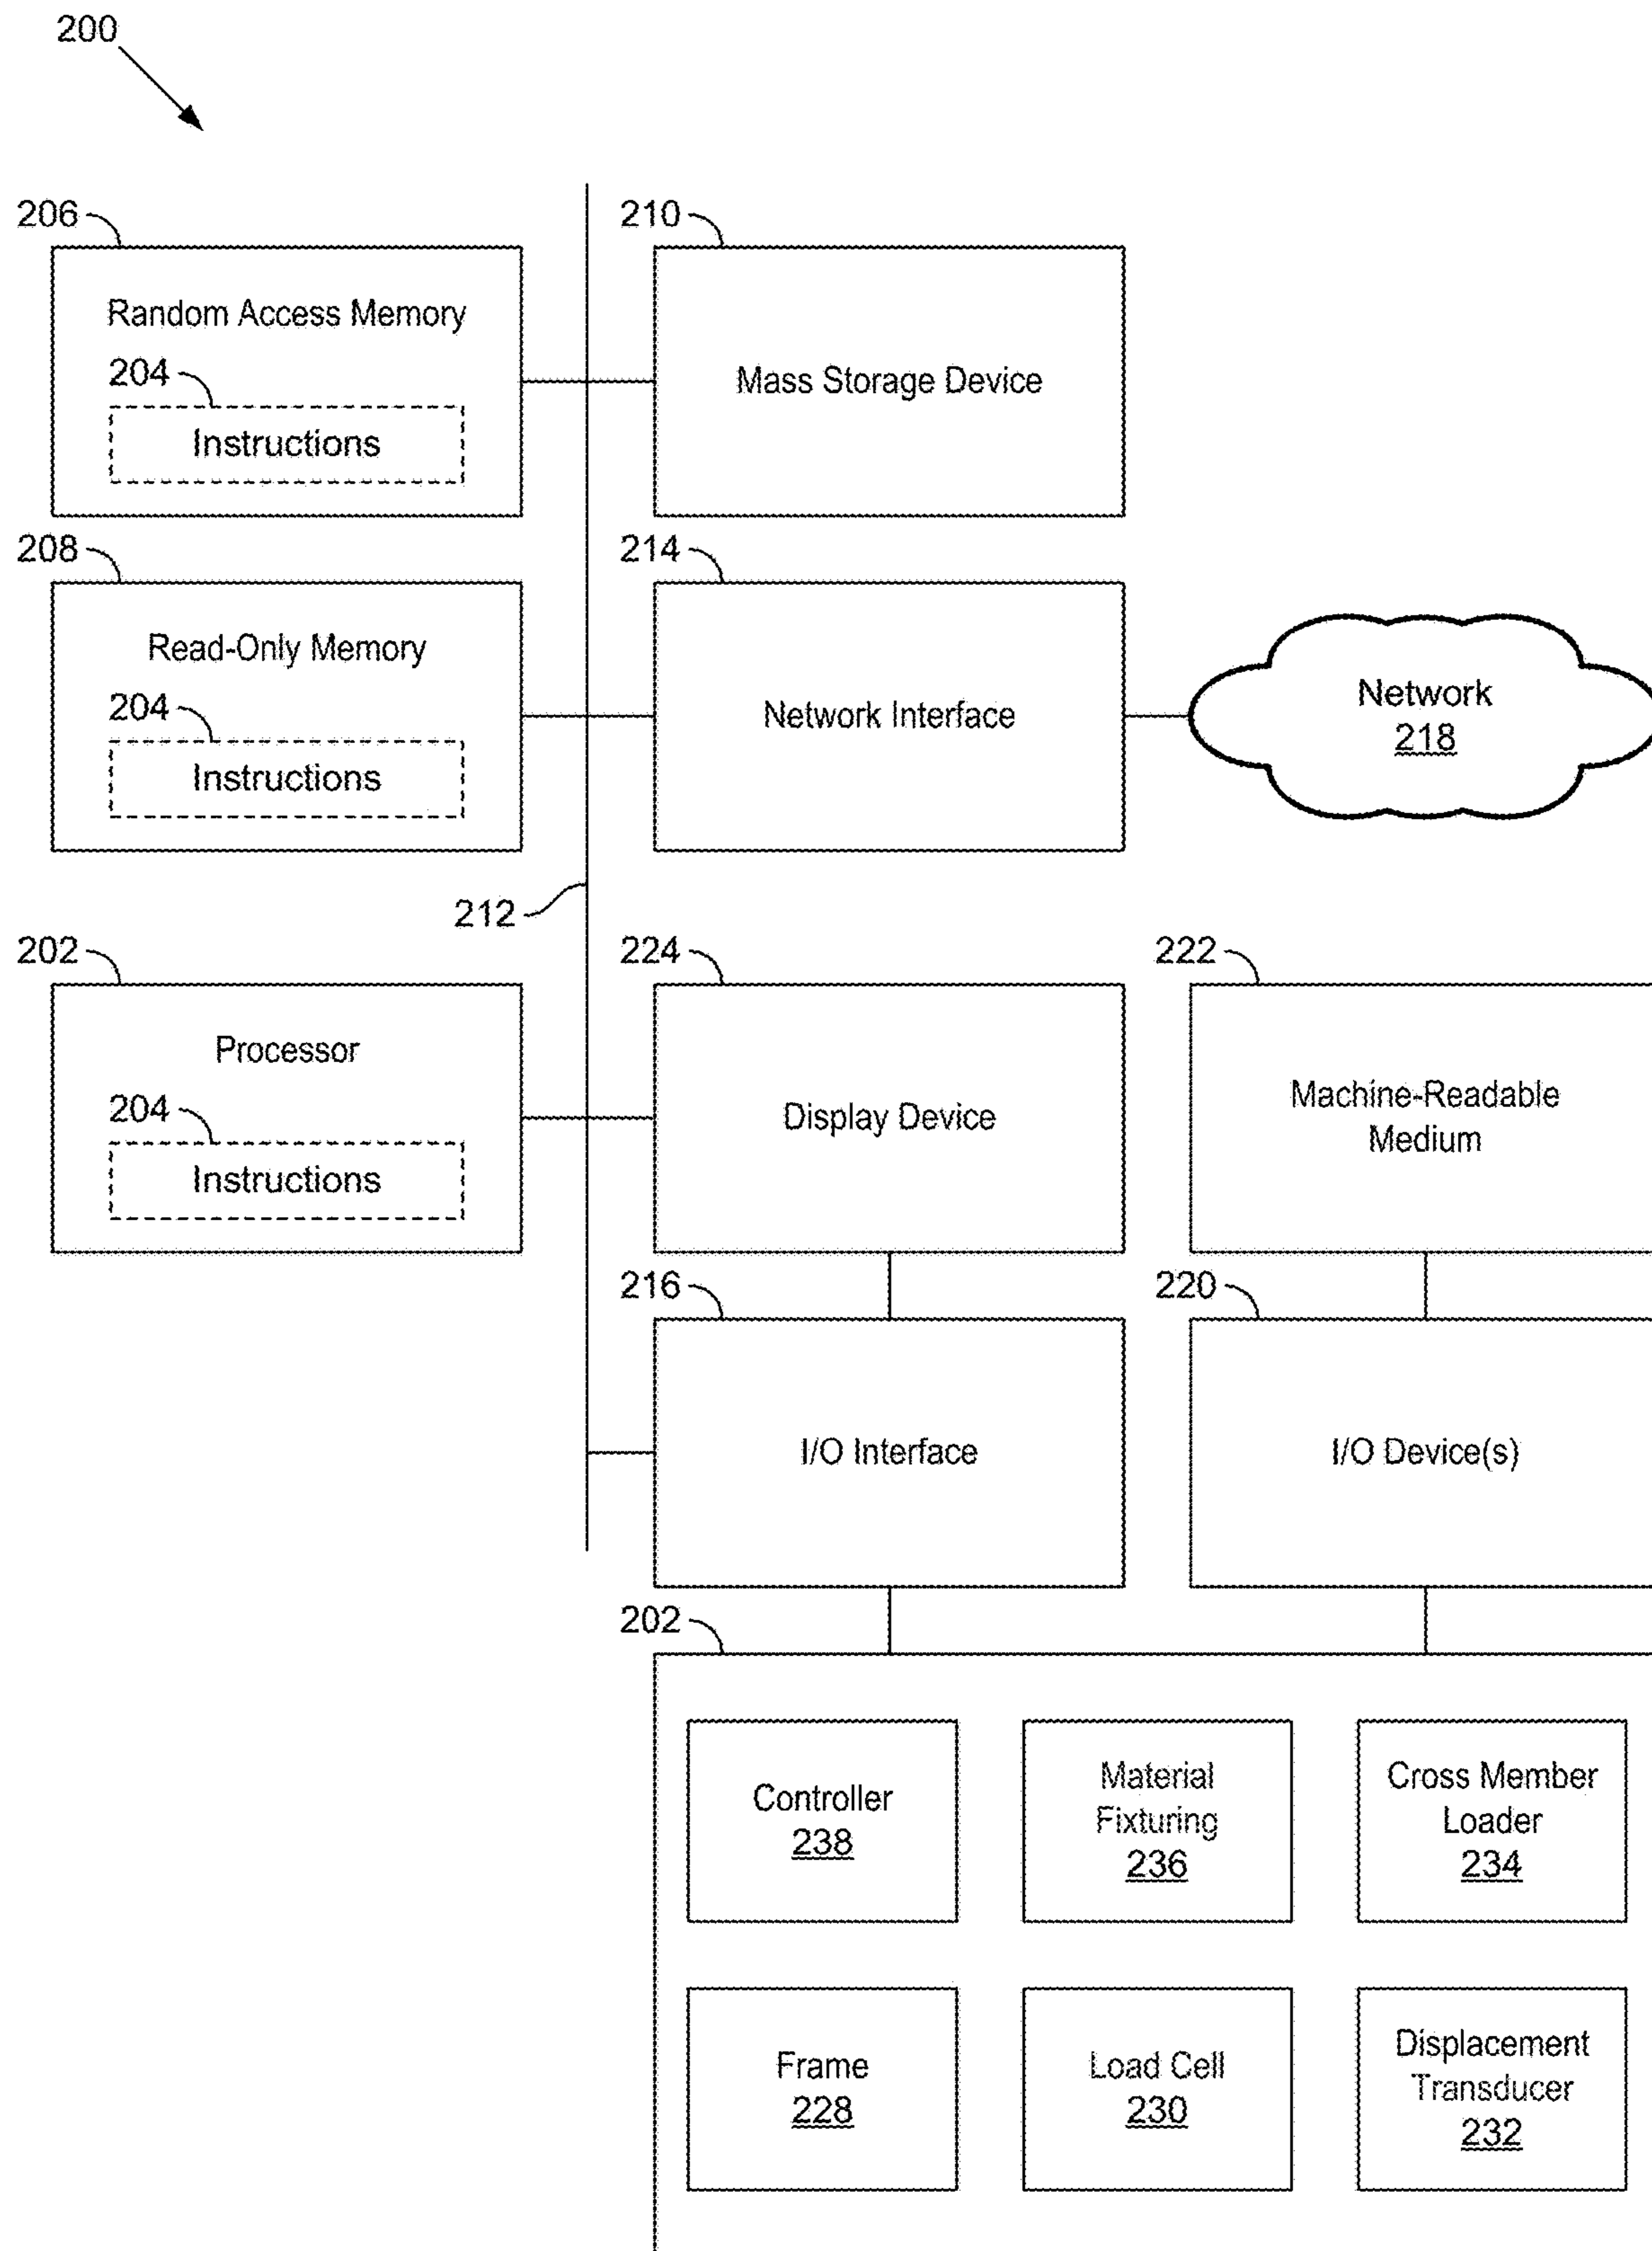 200
206
210
Random Access Memory
204
Instructions
Mass Storage Device
208
214
Read-Only Memory
204
Instructions
Network Interface
Network
218
212
202
224
222
Processor
204
Instructions
Display Device
Machine-Readable
Medium
216
220
I/O Interface
I/O Device(s)
202
Controller
238
Material
Fixturing
236
Cross Member
Loader
234
Frame
228
Load Cell
230
Displacement
Transducer
232